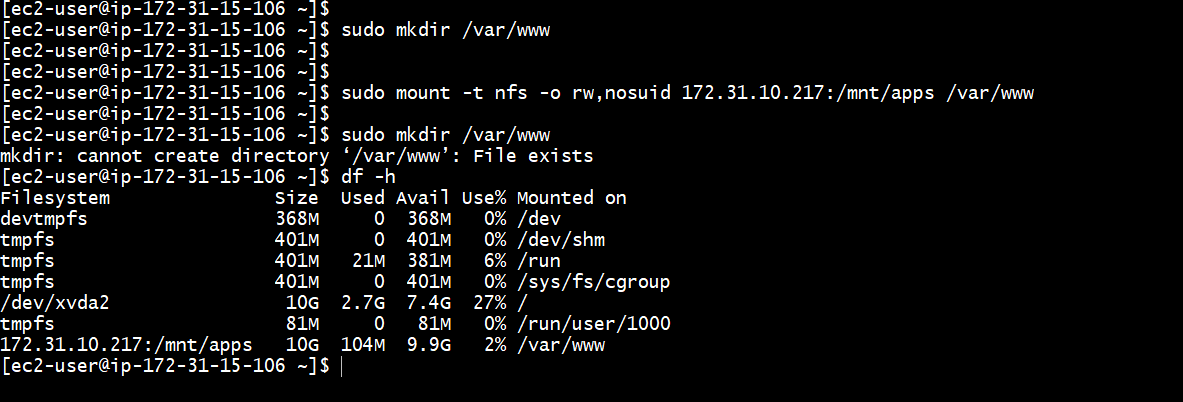 [ec2-user@ip-172-31-15-106 ~]$
[ec2-user@ip-172-31-15-106 ~]$ sudo mkdir /var/www
[ec2-user@ip-172-31-15-106 ~]$
[ec2-user@ip-172-31-15-106 ~]$
[ec2-user@ip-172-31-15-106 ~]$ sudo mount -t nfs -o rw,nosuid 172.31.10.217:/mnt/apps /var/www
[ec2-user@ip-172-31-15-106 ~]$
[ec2-user@ip-172-31-15-106 ~]$ sudo mkdir /var/www
mkdir: cannot create directory ‘/var/www’: File exists
[ec2-user@ip-172-31-15-106 ~]$ df -h
Filesystem               Size  Used Avail Use% Mounted on
devtmpfs                 368M     0  368M   0% /dev
tmpfs                    401M     0  401M   0% /dev/shm
tmpfs                    401M   21M  381M   6% /run
tmpfs                    401M     0  401M   0% /sys/fs/cgroup
/dev/xvda2                10G  2.7G  7.4G  27% /
tmpfs                     81M     0   81M   0% /run/user/1000
172.31.10.217:/mnt/apps   10G  104M  9.9G   2% /var/www
[ec2-user@ip-172-31-15-106 ~]$